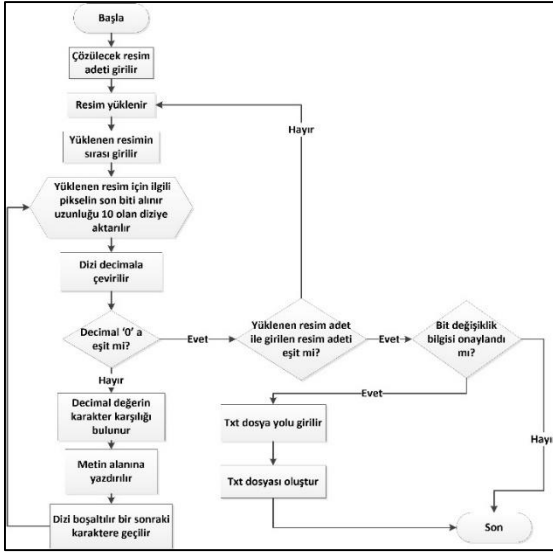 Başla
Çözülecek resim
adeti girilir
Resim yüklenir
Hayır
Yüklenen resimin
sırası girilir
Yüklenen resim için ilgili
pikselin son biti alınır
uzunluğu 10 olan diziye
aktarılır
Dizi decimala
çevirilir
Decimal ‘0’ a
eşit mi?
Evet
Yüklenen resim adet
ile girilen resim adeti
eşit mi?
Evet
Bit değişiklik
bilgisi onaylandı
mı?
Hayır
Evet
Decimal değerin
karakter karşılığı
bulunur
Txt dosya yolu girilir
Hayır
Metin alanına
yazdırılır
Txt dosyası oluştur
Dizi boşaltılır bir sonraki
karaktere geçilir
Son